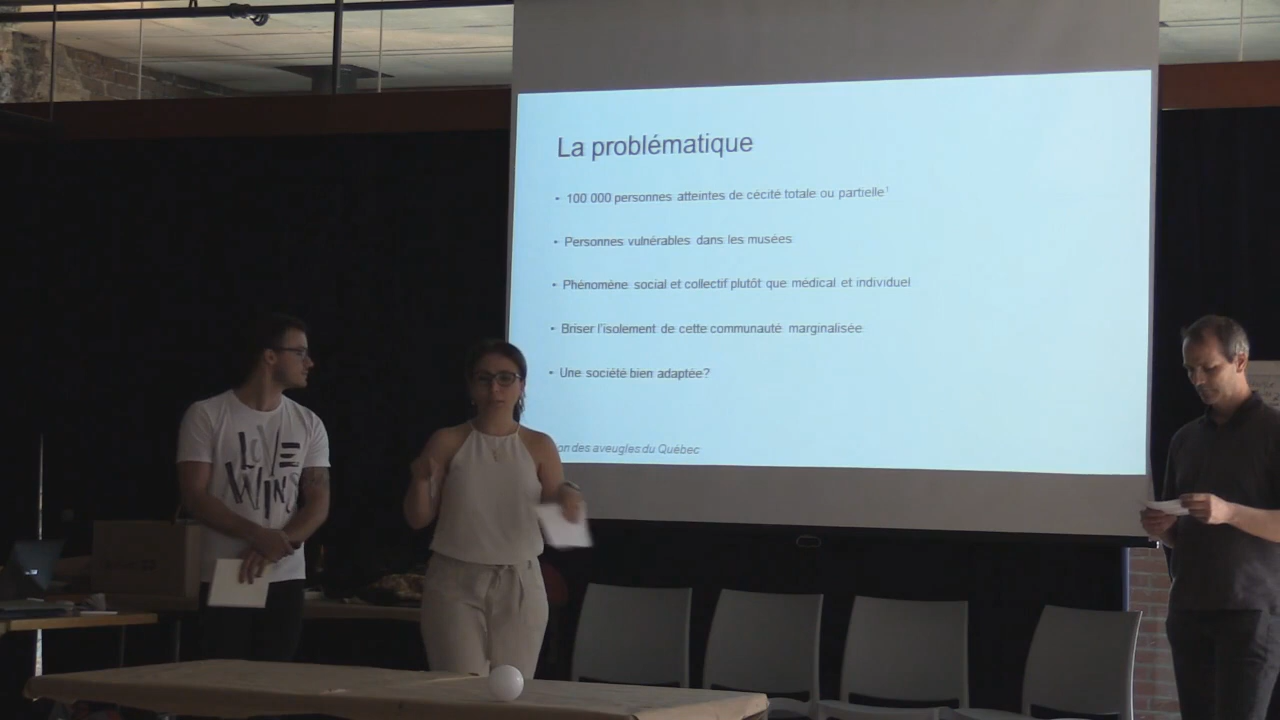 La problématique
• 100 000 personnes atteintes de cécité totale ou partielle¹
• Personnes vulnérables dans les musées
• Phénomène social et collectif plutôt que médical et individuel
• Briser l'isolement de cette communauté marginalisée
• Une société bien adaptée?
des aveugles du Québec
LOVE
WINS